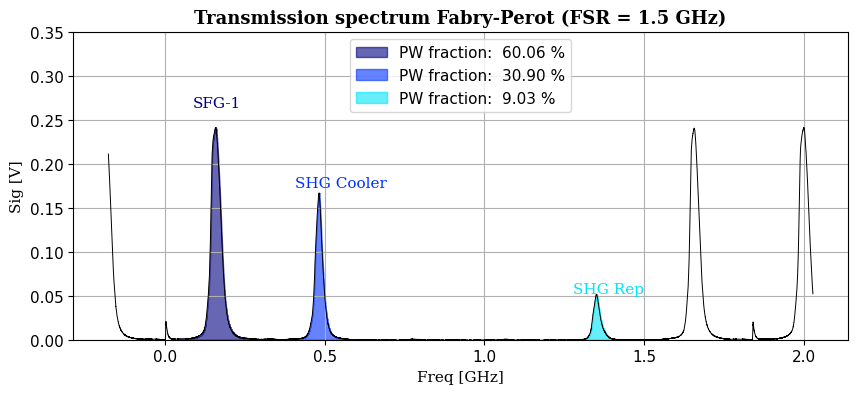 Transmission spectrum Fabry-Perot (FSR = 1.5 GHz)
PW fraction:  60.06 %
PW fraction:  30.90 %
PW fraction:  9.03 %
SFG-1
SHG Cooler
SHG Rep
Sig [V]
0.35
0.30
0.25
0.20
0.15
0.10
0.05
0.00
0.0 0.5 1.0 1.5 2.0
Freq [GHz]